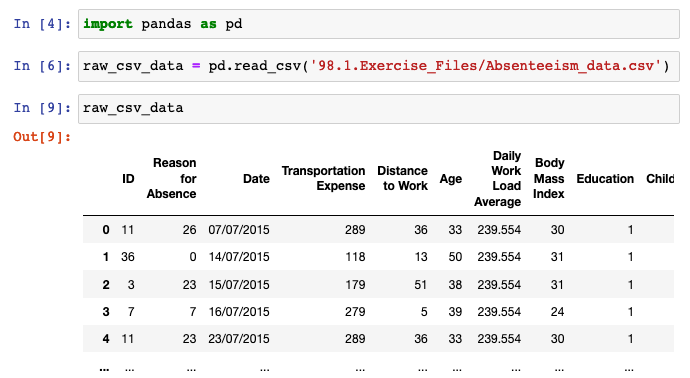 In [4]: import pandas as pd
In [6]: raw_csv_data = pd.read_csv('98.1.Exercise_Files/Absenteeism_data.csv')
In [9]: raw_csv_data
Out[9]:
ID Reason for Absence Date Transportation Expense Distance to Work Age Daily Work Load Average Body Mass Index Education Child
0 11 26 07/07/2015 289 36 33 239.554 30 1
1 36 0 14/07/2015 118 13 50 239.554 31 1
2 3 23 15/07/2015 179 51 38 239.554 31 1
3 7 7 16/07/2015 279 5 39 239.554 24 1
4 11 23 23/07/2015 289 36 33 239.554 30 1
... ... ... ... ... ... ... ... ... ...